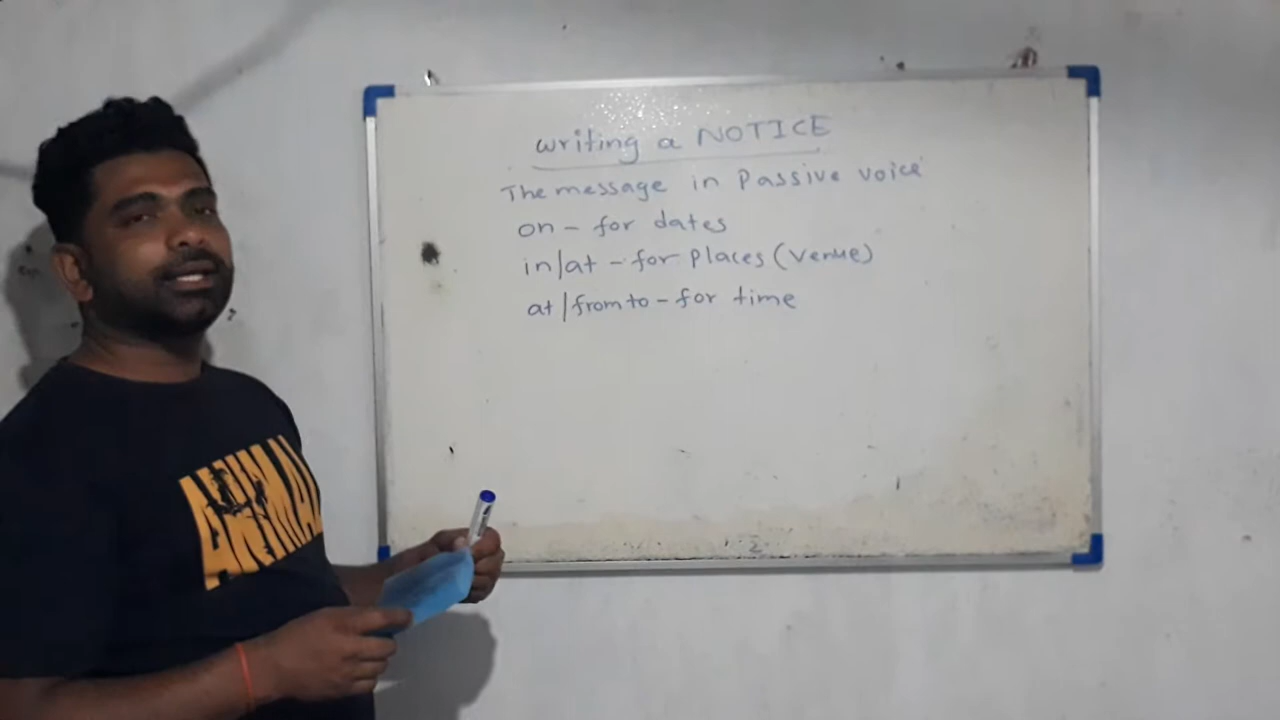 writing a NOTICE
The message in Passive voice
on - for dates
in/at - for Places (Venue)
at/from to - for time
ANIMAL